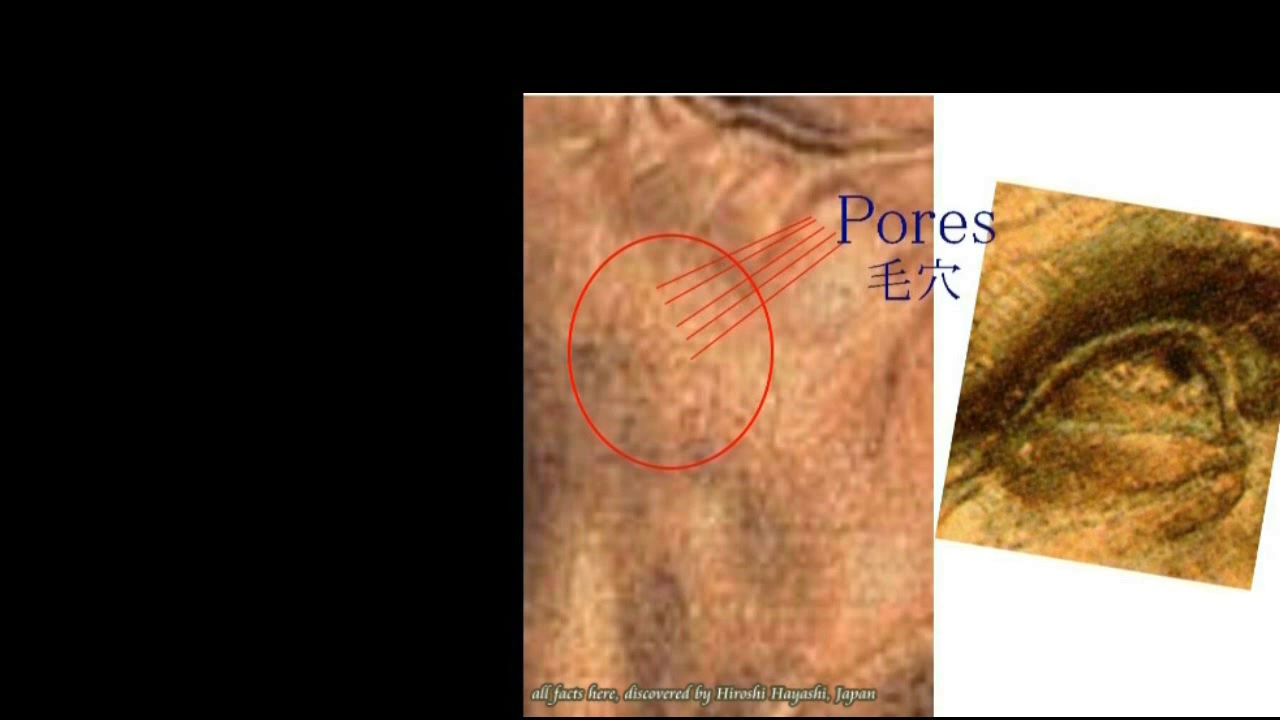 Pores
毛穴
all facts here, discovered by Hiroshi Hayashi, Japan